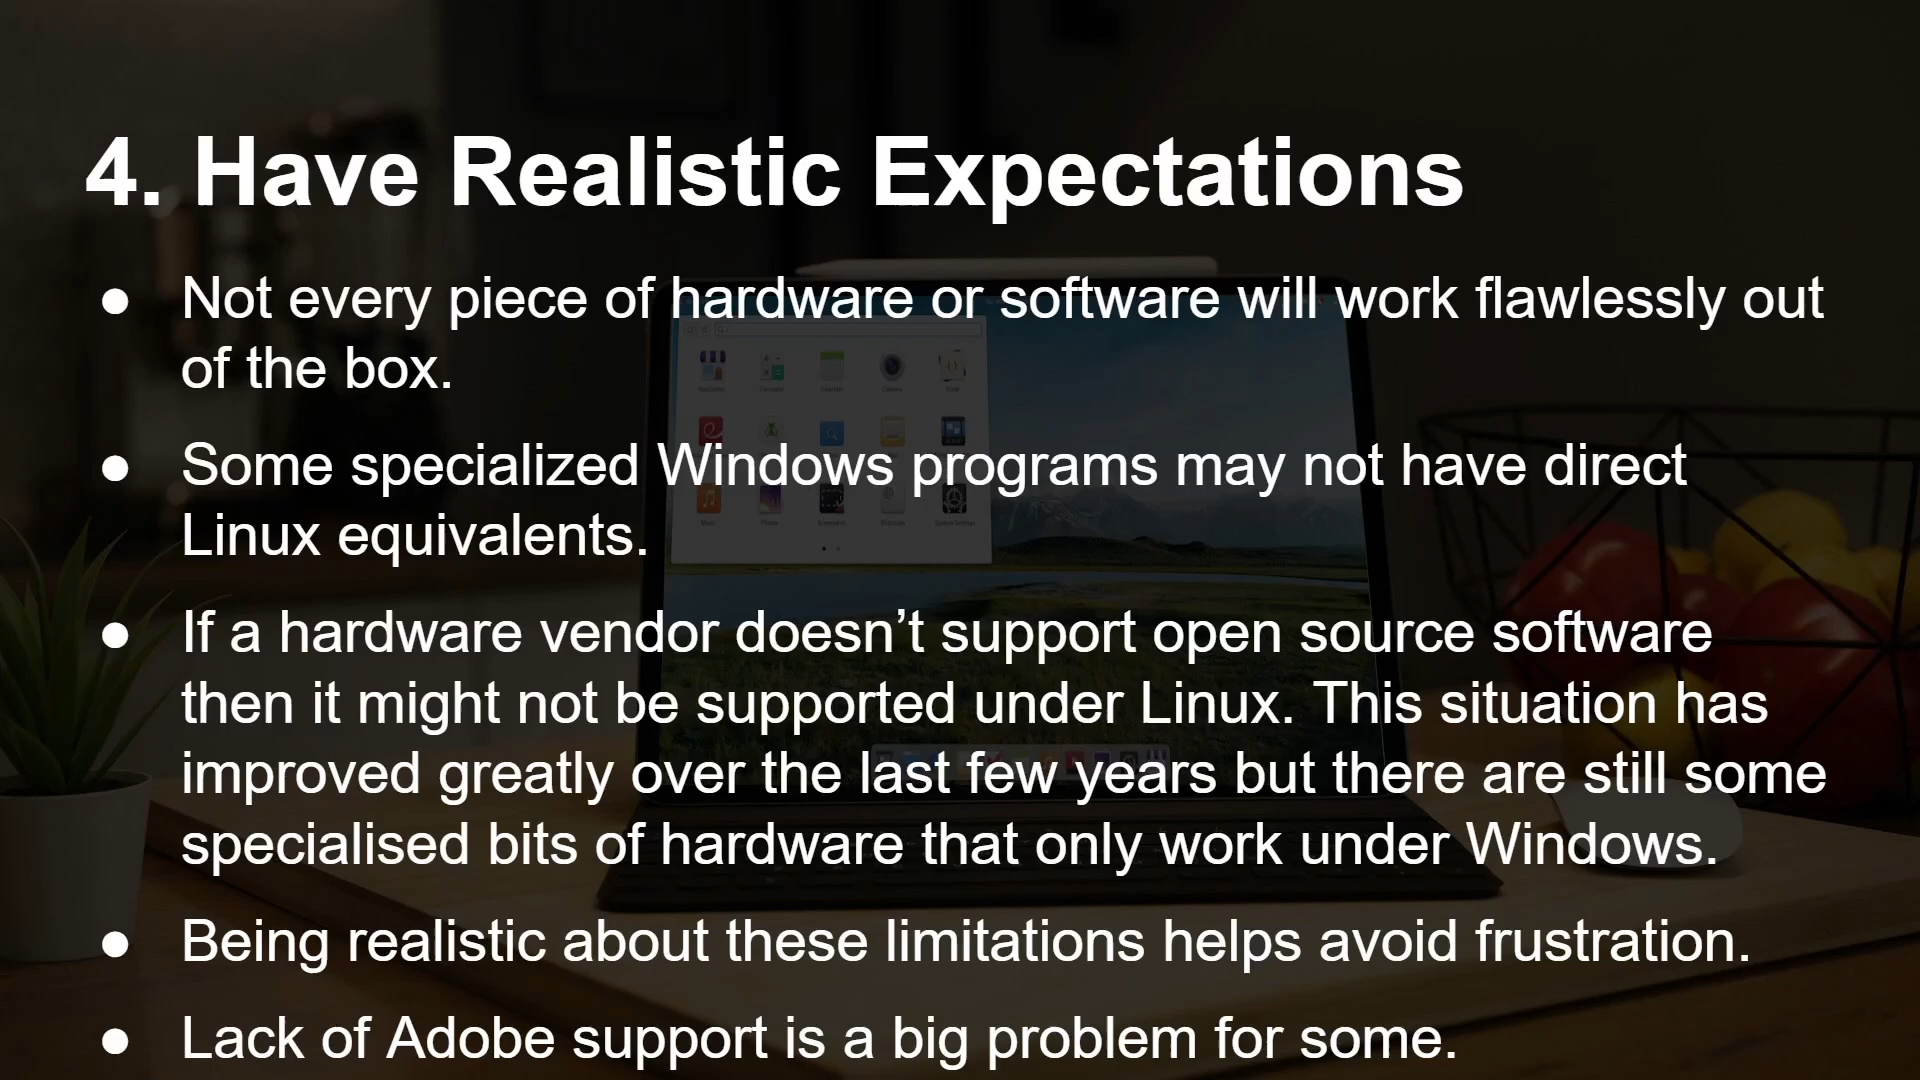 4. Have Realistic Expectations
● Not every piece of hardware or software will work flawlessly out
of the box.
● Some specialized Windows programs may not have direct
Linux equivalents.
● If a hardware vendor doesn’t support open source software
then it might not be supported under Linux. This situation has
improved greatly over the last few years but there are still some
specialised bits of hardware that only work under Windows.
● Being realistic about these limitations helps avoid frustration.
● Lack of Adobe support is a big problem for some.